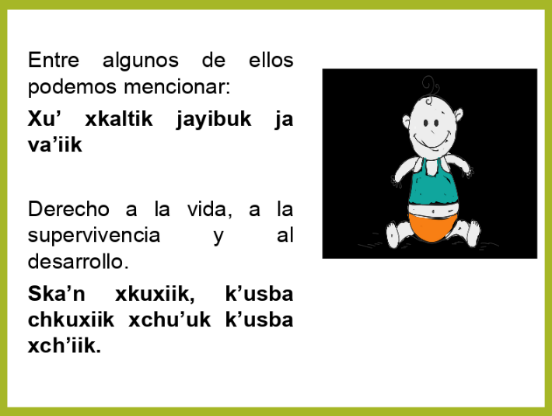 Entre algunos de ellos
podemos mencionar:
Xu’ xkaltik jayibuk ja
va’iik
Derecho a la vida, a la
supervivencia y al
desarrollo.
Ska’n xkuxiik, k’usba
chkuxiik xchu’uk k’usba
xch’iik.